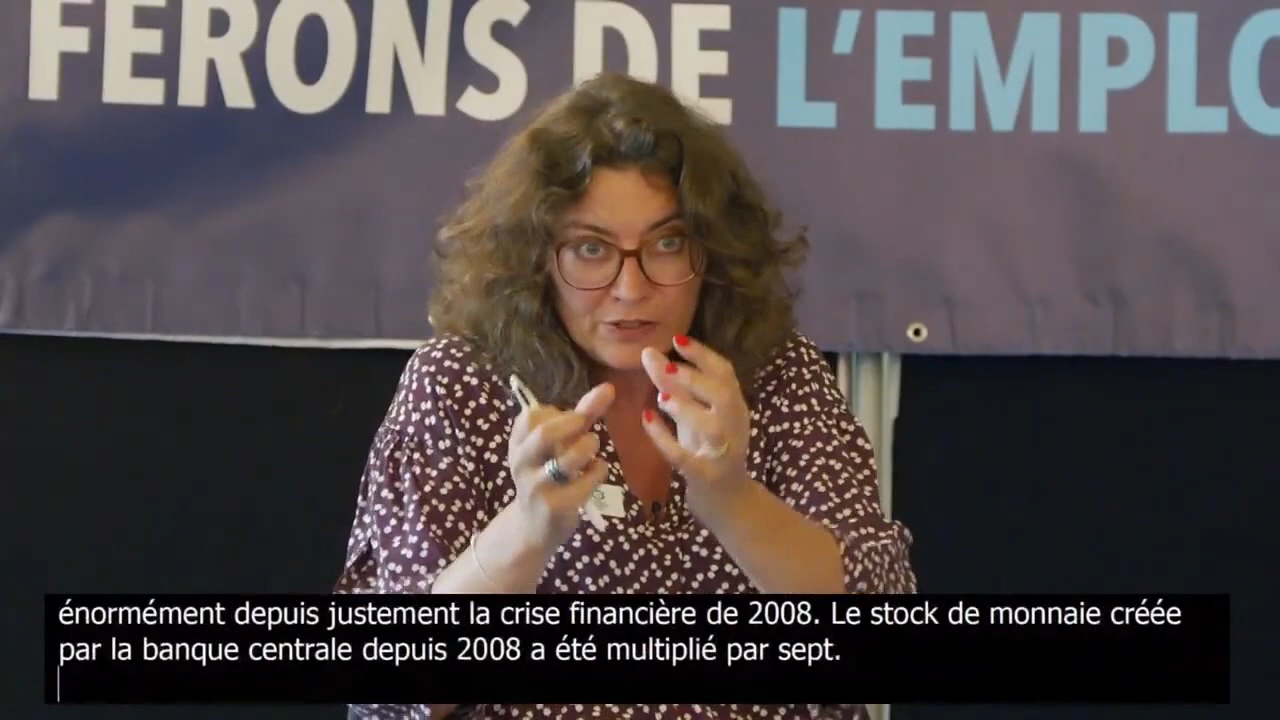 FERONS DE L'EMPLO
énormément depuis justement la crise financière de 2008. Le stock de monnaie créée
par la banque centrale depuis 2008 a été multiplié par sept.